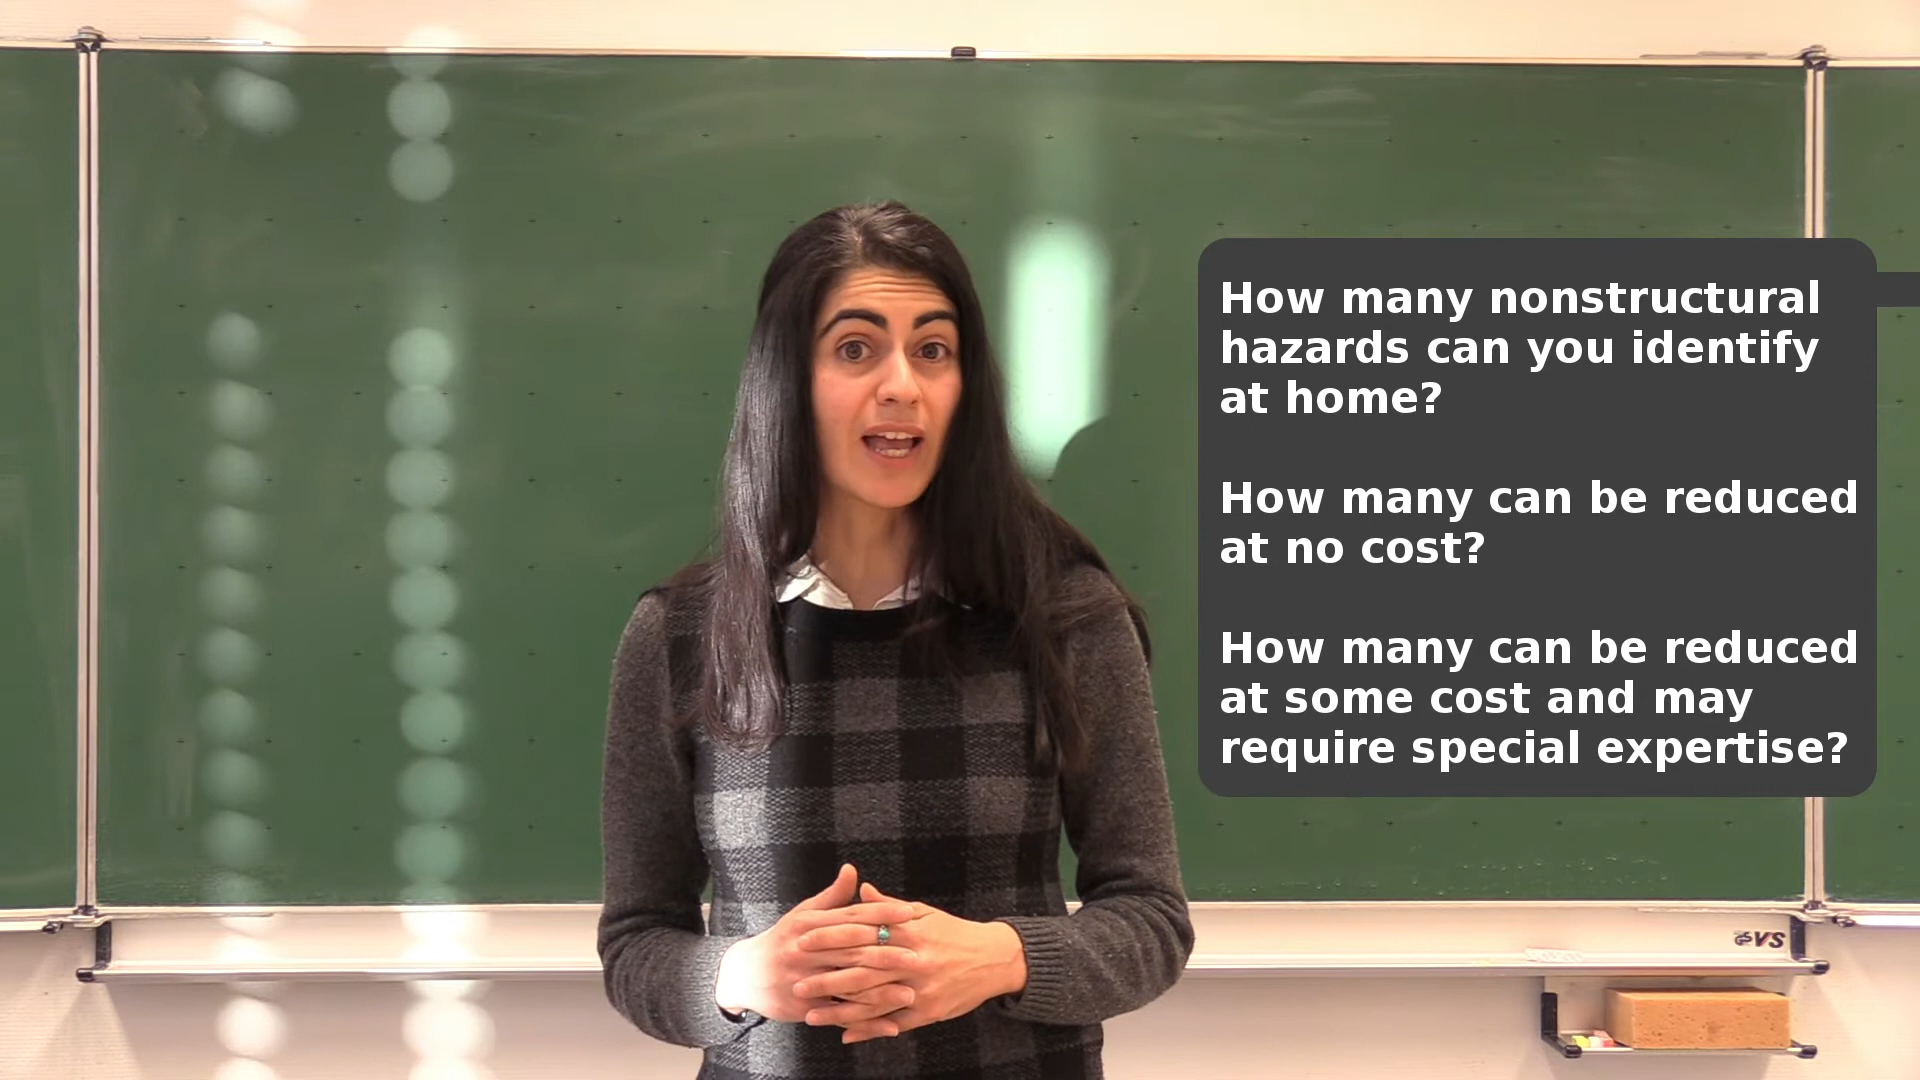 How many nonstructural
hazards can you identify
at home?
How many can be reduced
at no cost?
How many can be reduced
at some cost and may
require special expertise?
VS